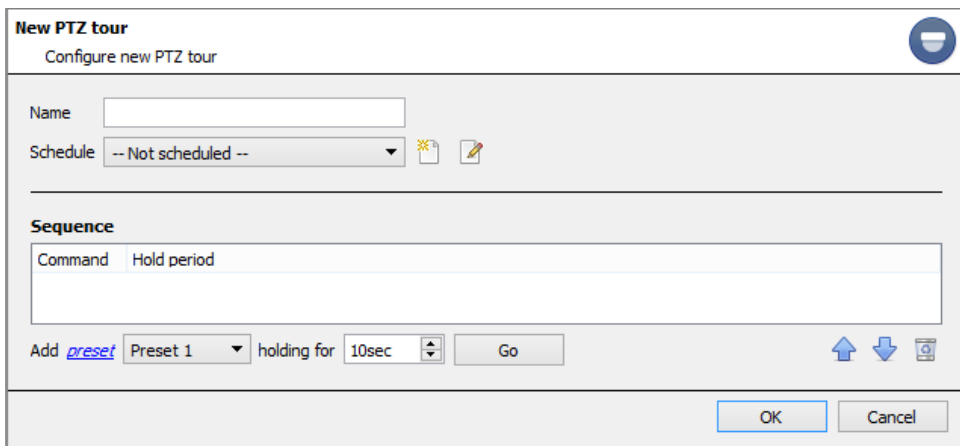 New PTZ tour
Configure new PTZ tour
Name
Schedule -- Not scheduled --
Sequence
Command Hold period
Add preset Preset 1 holding for 10sec Go
OK Cancel